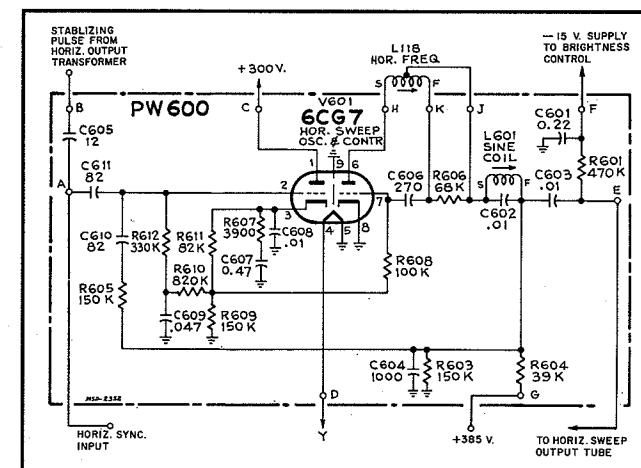 STABLIZING
PULSE FROM
HORIZ. OUTPUT
TRANSFORMER
L118
HOR. FREQ
— 15 V. SUPPLY
TO BRIGHTNESS
CONTROL
+300V.
S F
B
PW600
C
V601
6CG7
HOR. SWEEP
OSC. & CONTR
H K J
F
C605
12
C601
0.22
L601
SINE
COIL
S F
R601
470K
C611
82
A
1 9 6
2
3
7
4 5 8
C606
270
R606
68K
C602
.01
C603
.01
E
C610
82
R612
330K
R611
82K
R607
3900
C608
.01
C607
0.47
R608
100K
R610
820K
R605
150 K
C609
.047
R609
150K
C604
1000
R603
150K
R604
39K
MSD-2352
D
G
Y
HORIZ. SYNC.
INPUT
+385 V.
TO HORIZ. SWEEP
OUTPUT TUBE